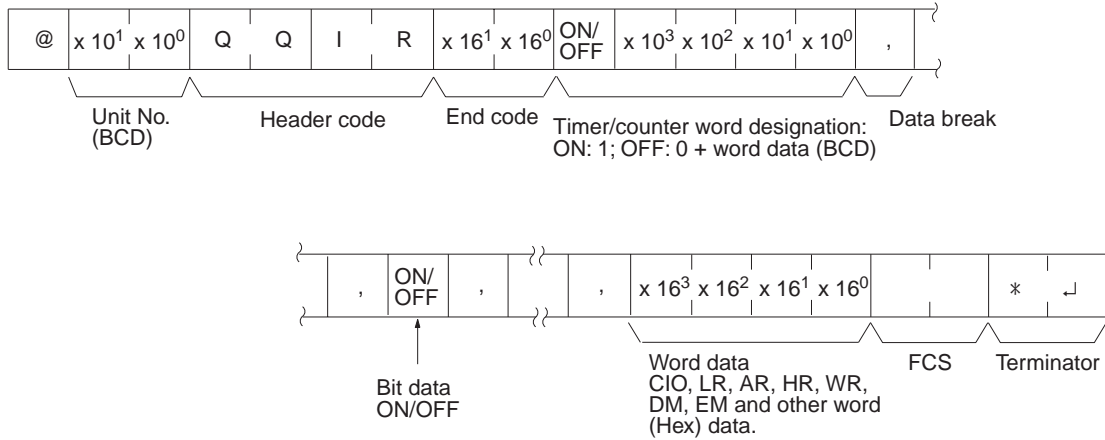 @ x 10¹ x 10⁰ Q Q I R x 16¹ x 16⁰ ON/OFF x 10³ x 10² x 10¹ x 10⁰ ,
Unit No.
(BCD)
Header code
End code
Timer/counter word designation:
ON: 1; OFF: 0 + word data (BCD)
Data break
, ON/OFF , , x 16³ x 16² x 16¹ x 16⁰ * ↵
Bit data
ON/OFF
Word data
CIO, LR, AR, HR, WR,
DM, EM and other word
(Hex) data.
FCS
Terminator